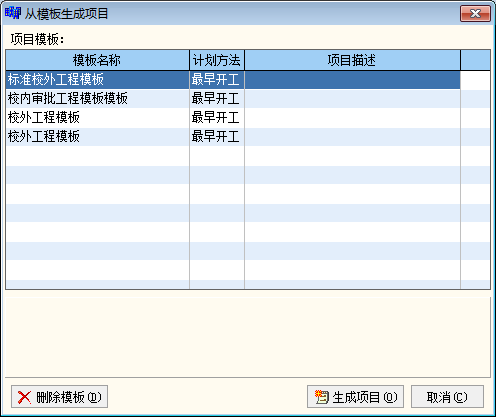 从模板生成项目
项目模板：
模板名称 计划方法 项目描述
标准校外工程模板 最早开工
校内审批工程模板模板 最早开工
校外工程模板 最早开工
校外工程模板 最早开工
删除模板(D) 生成项目(O) 取消(C)